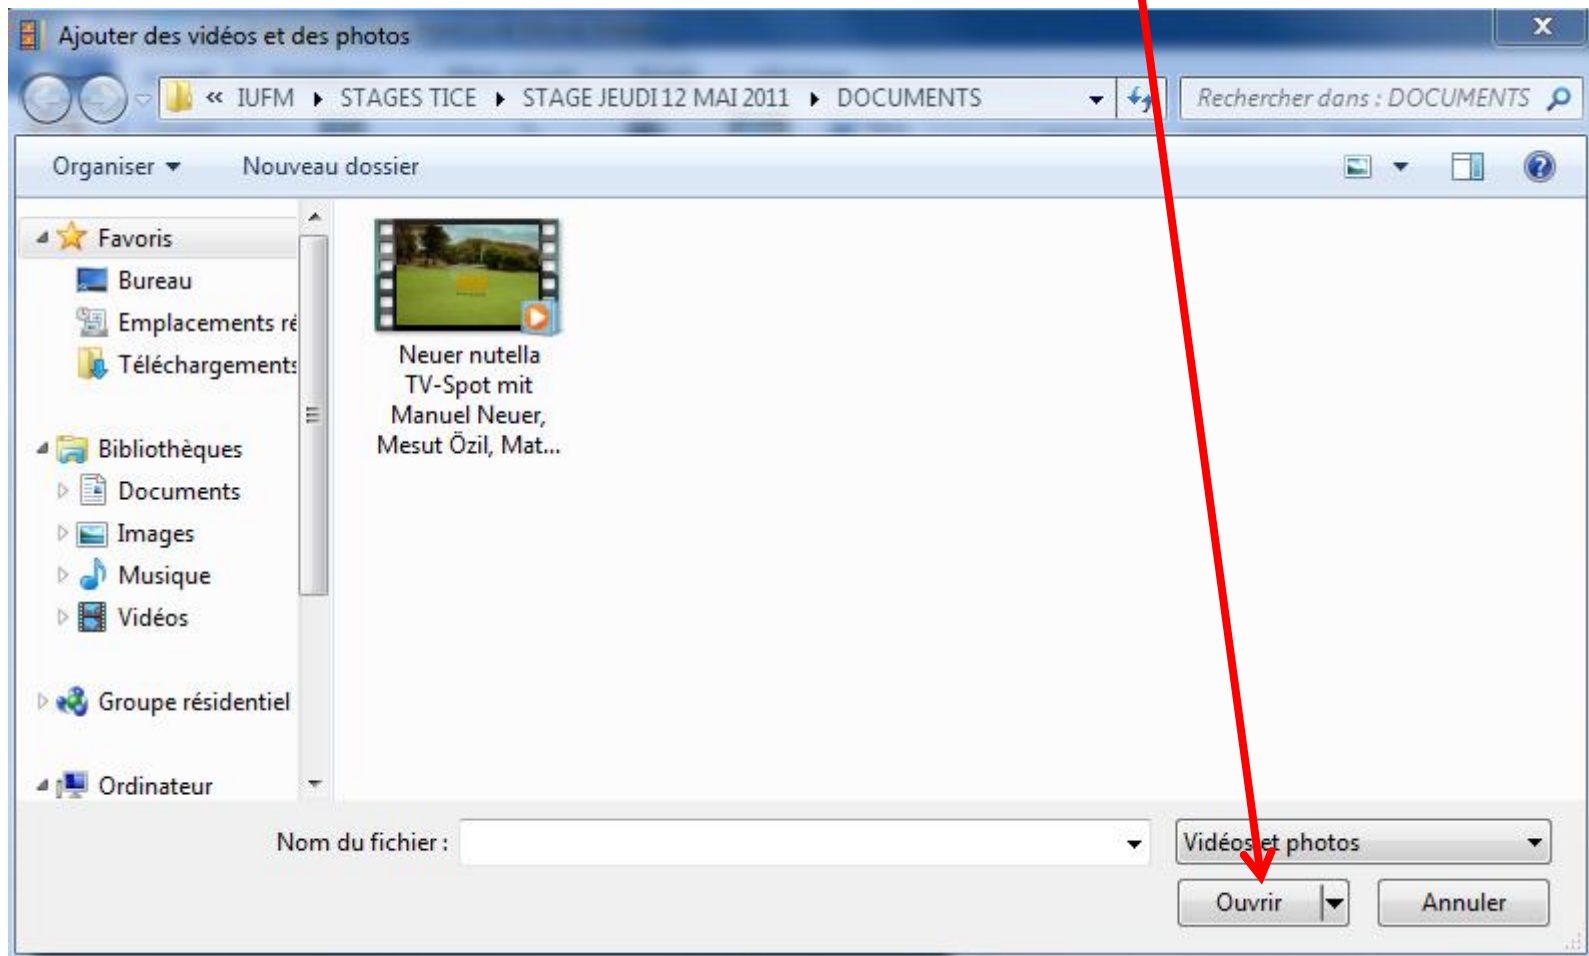 Ajouter des vidéos et des photos
x
« IUFM STAGES TICE STAGE JEUDI 12 MAI 2011 DOCUMENTS
Rechercher dans : DOCUMENTS
Organiser Nouveau dossier
Favoris
Bureau
Emplacements ré
Téléchargements
Bibliothèques
Documents
Images
Musique
Vidéos
Groupe résidentiel
Ordinateur
Neuer nutella
TV-Spot mit
Manuel Neuer,
Mesut Özil, Mat...
Nom du fichier :
Vidéos et photos
Ouvrir Annuler